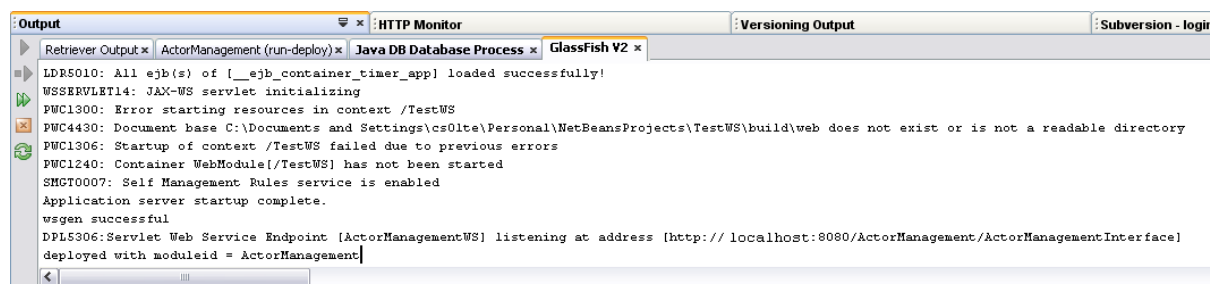 Output
HTTP Monitor
Versioning Output
Subversion - login
Retriever Output
ActorManagement (run-deploy)
Java DB Database Process
GlassFish V2
LDR5010: All ejb(s) of [__ejb_container_timer_app] loaded successfully!
WSSERVLET14: JAX-WS servlet initializing
PWC1300: Error starting resources in context /TestWS
PWC4430: Document base C:\Documents and Settings\cs0lte\Personal\NetBeansProjects\TestWS\build\web does not exist or is not a readable directory
PWC1306: Startup of context /TestWS failed due to previous errors
PWC1240: Container WebModule[/TestWS] has not been started
SMGT0007: Self Management Rules service is enabled
Application server startup complete.
wsgen successful
DPL5306:Servlet Web Service Endpoint [ActorManagementWS] listening at address [http:// localhost:8080/ActorManagement/ActorManagementInterface]
deployed with moduleid = ActorManagement